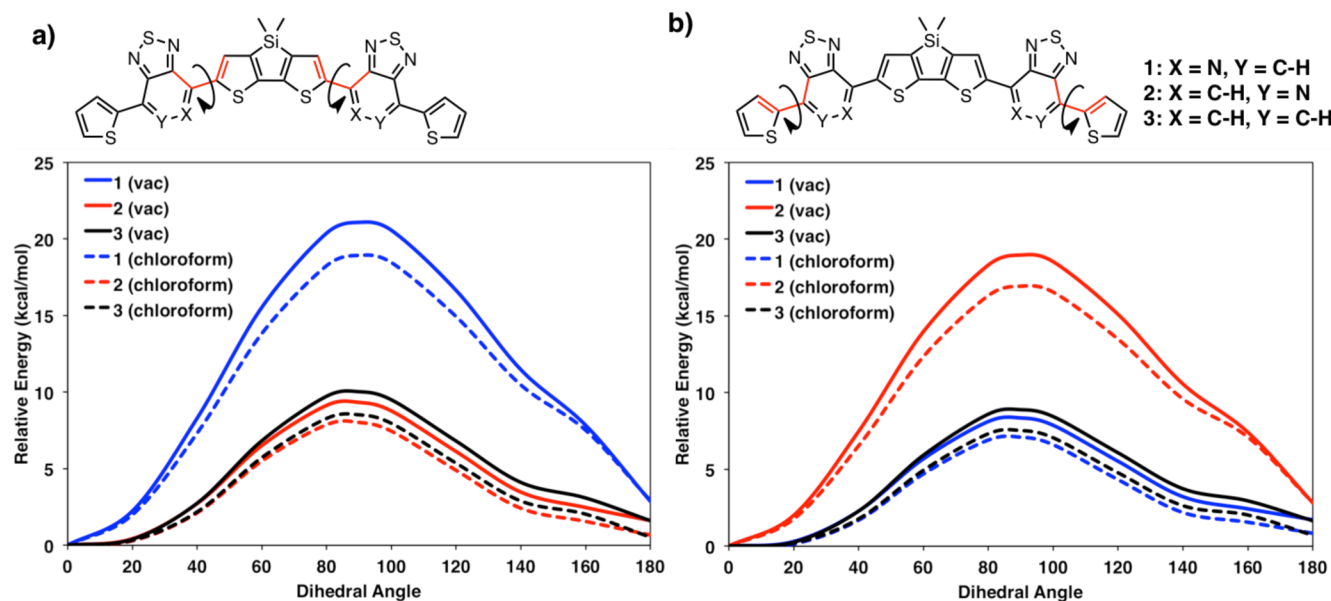 a)
S
N
N
Si
S
N
N
S
S
X
Y
S
X
Y
S
25
20
15
10
5
0
Relative Energy (kcal/mol)
1 (vac)
2 (vac)
3 (vac)
1 (chloroform)
2 (chloroform)
3 (chloroform)
0 20 40 60 80 100 120 140 160 180
Dihedral Angle
b)
S
N
N
Si
S
N
N
S
S
X
Y
S
X
Y
S
1: X = N, Y = C-H
2: X = C-H, Y = N
3: X = C-H, Y = C-H
25
20
15
10
5
0
Relative Energy (kcal/mol)
1 (vac)
2 (vac)
3 (vac)
1 (chloroform)
2 (chloroform)
3 (chloroform)
0 20 40 60 80 100 120 140 160 180
Dihedral Angle